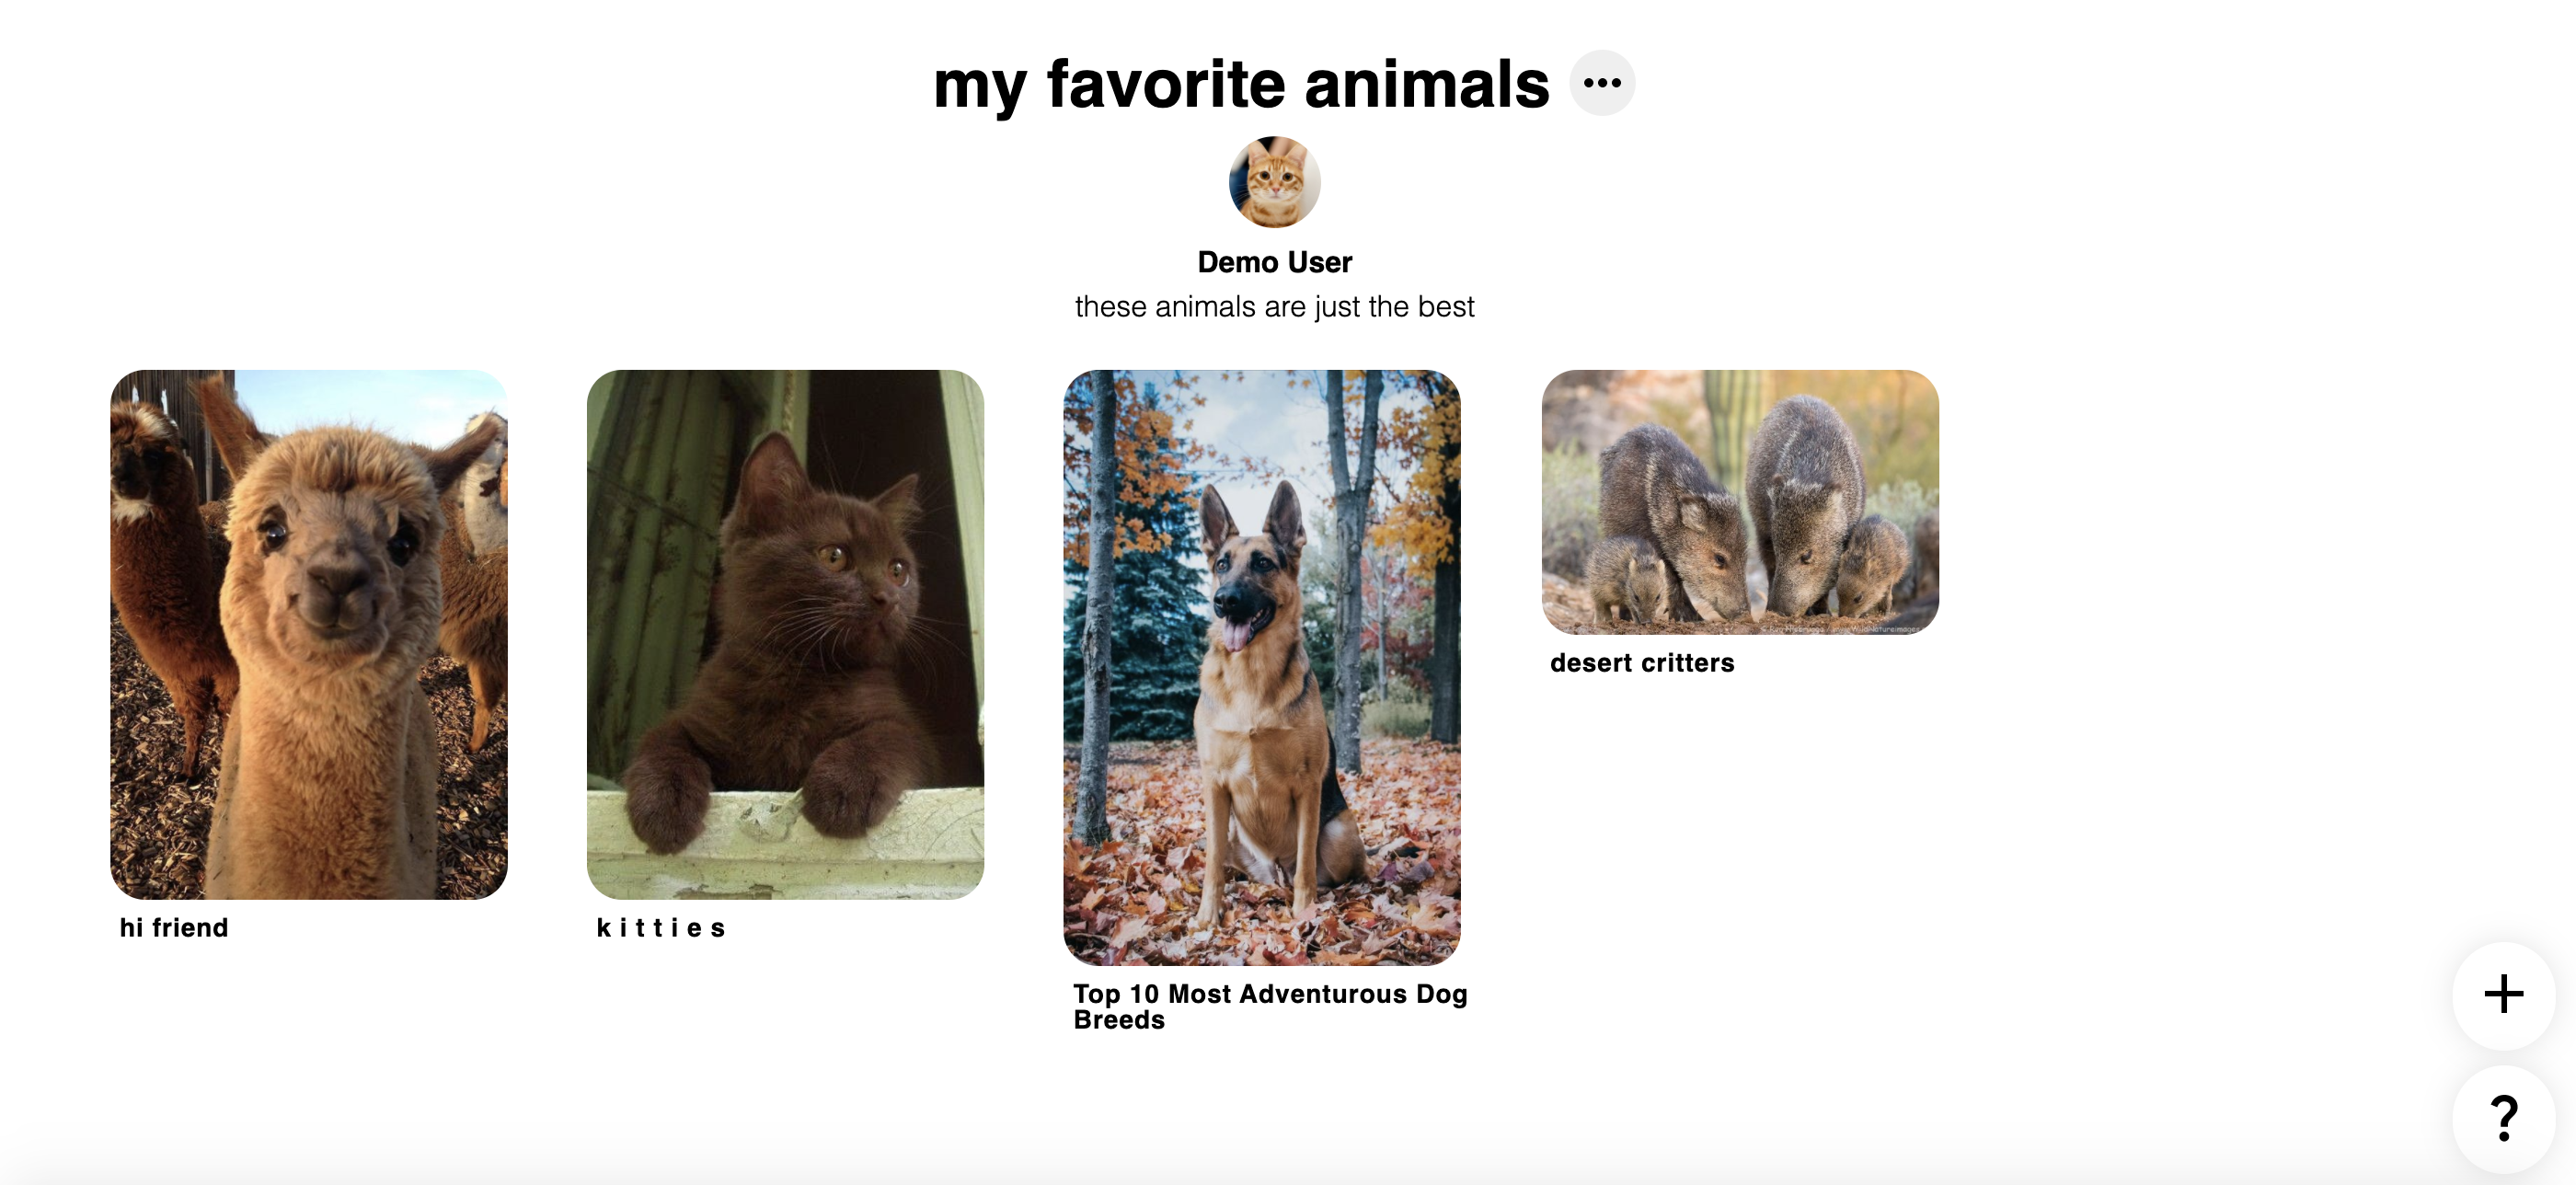 my favorite animals
Demo User
these animals are just the best
hi friend
k i t t i e s
Top 10 Most Adventurous Dog
Breeds
desert critters
+
?